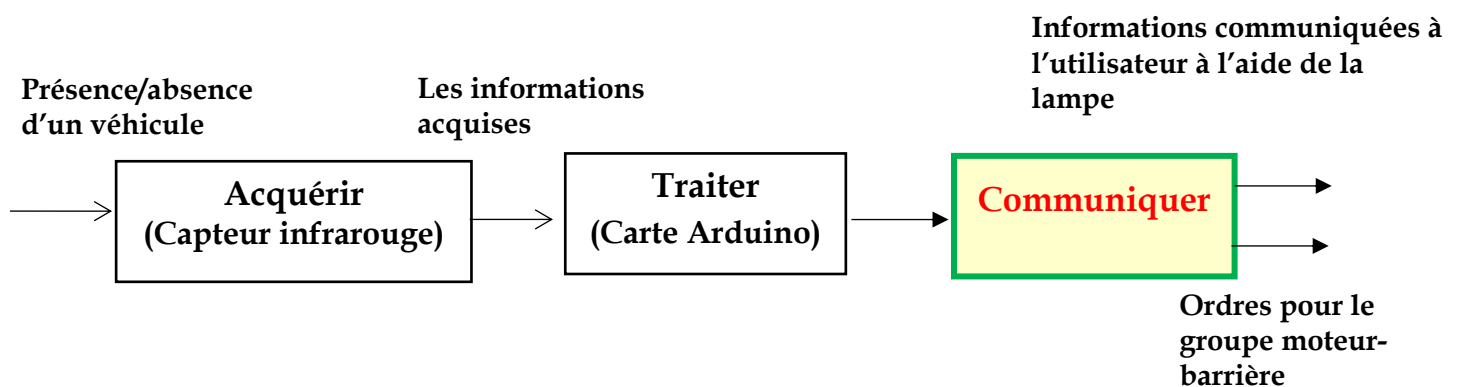 Informations communiquées à
l’utilisateur à l’aide de la
lampe
Présence/absence
d’un véhicule
Les informations
acquises
Acquérir
(Capteur infrarouge)
Traiter
(Carte Arduino)
Communiquer
Ordres pour le
groupe moteur-
barrière